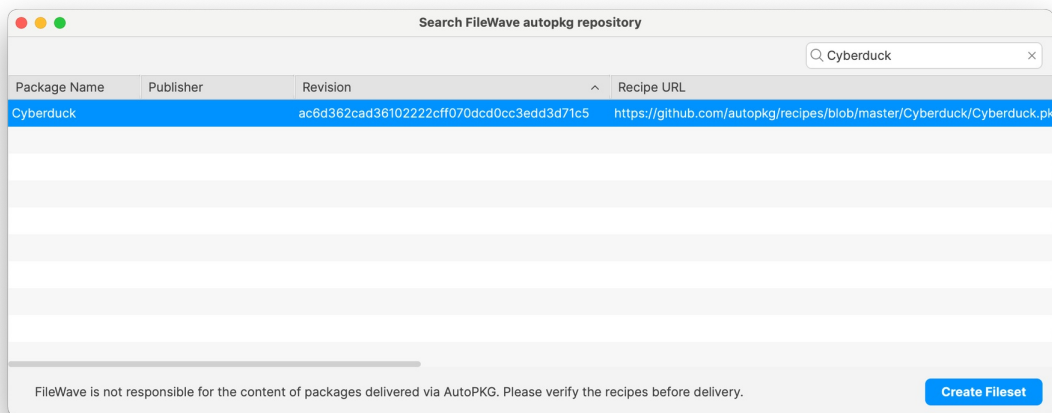 Search FileWave autopkg repository
Cyberduck
Package Name Publisher Revision Recipe URL
Cyberduck ac6d362cad36102222cff070dcd0cc3edd3d71c5 https://github.com/autopkg/recipes/blob/master/Cyberduck/Cyberduck.pk
FileWave is not responsible for the content of packages delivered via AutoPKG. Please verify the recipes before delivery.
Create Fileset